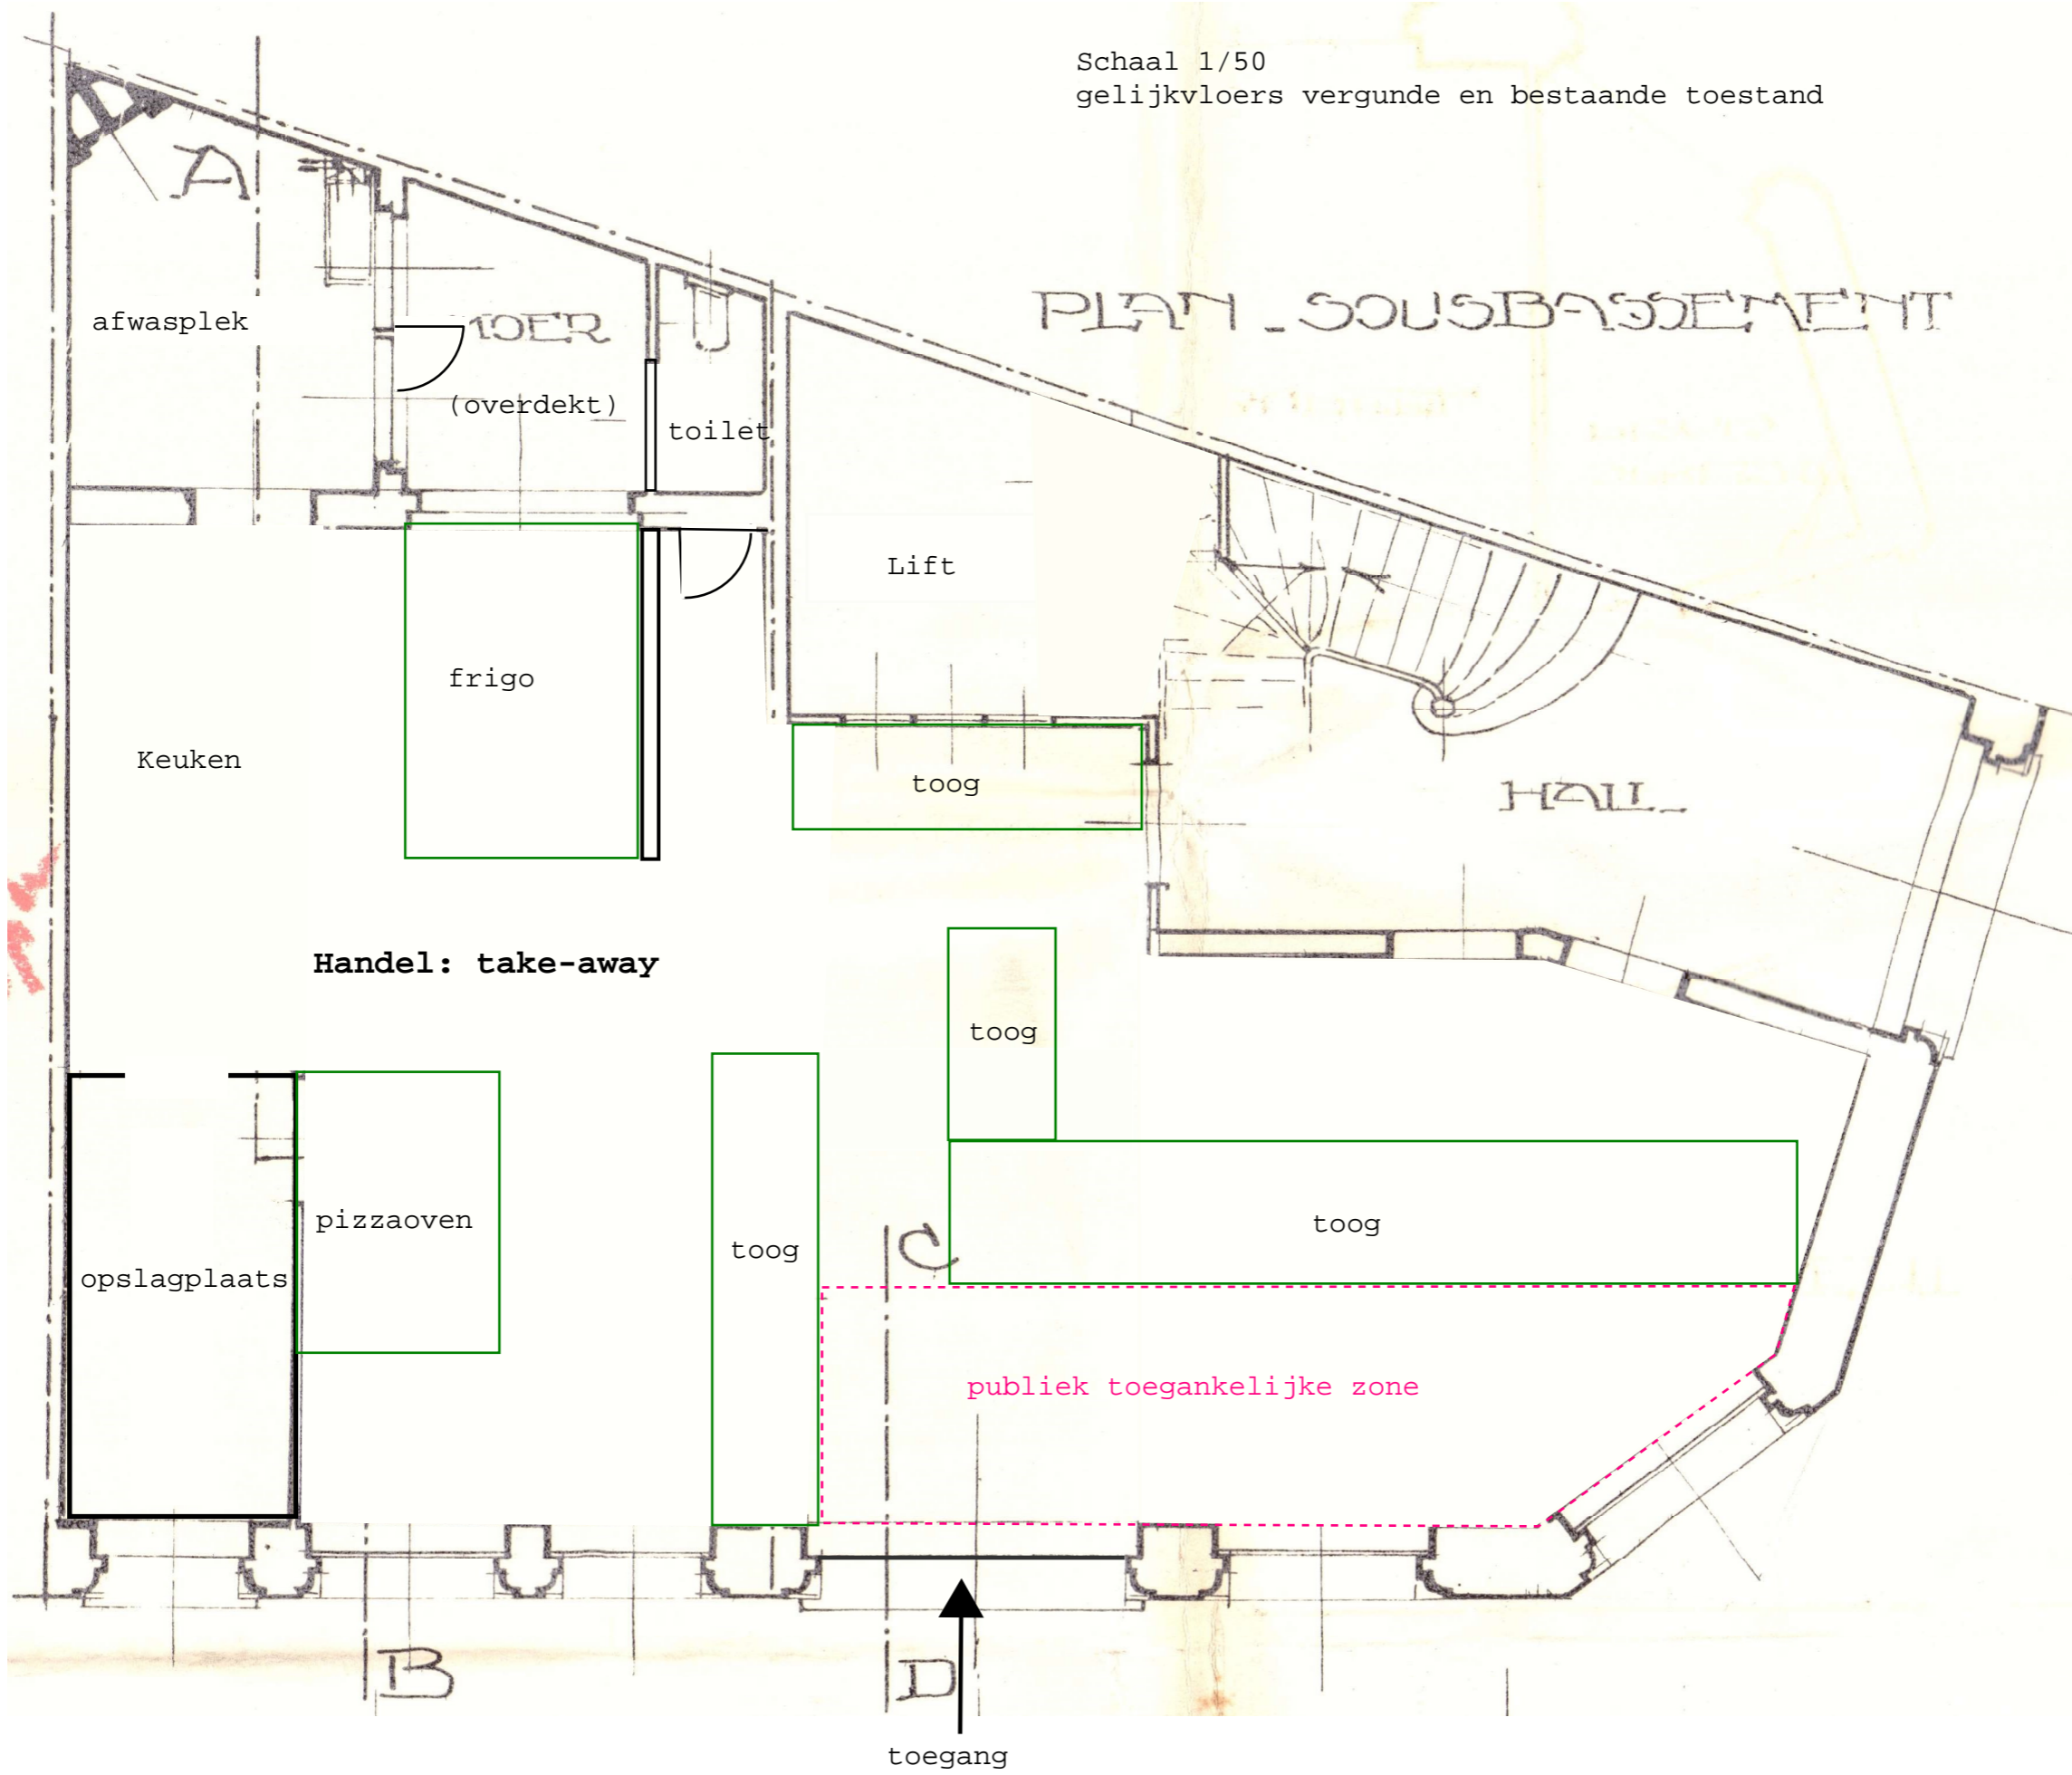 Schaal 1/50
gelijkvloers vergunde en bestaande toestand
A
PLAN _ SOUSBASSEMENT
afwasplek
(overdekt)
toilet
Lift
frigo
Keuken
toog
HALL_
Handel: take-away
toog
pizzaoven
toog
C
toog
opslagplaats
publiek toegankelijke zone
B
D
toegang